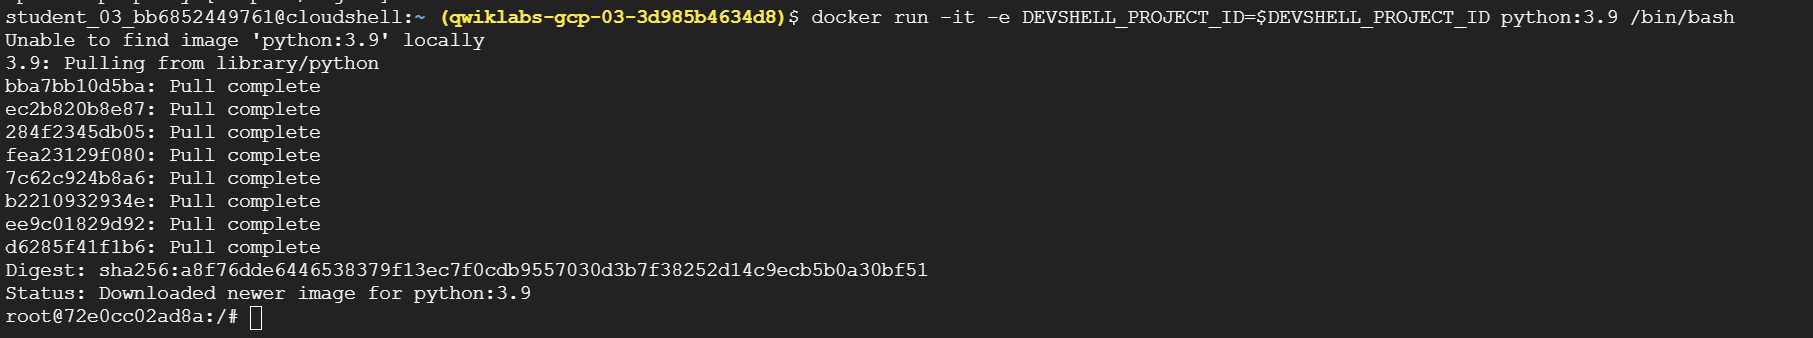 student_03_bb6852449761@cloudshell:~ (qwiklabs-gcp-03-3d985b4634d8)$ docker run -it -e DEVSHELL_PROJECT_ID=$DEVSHELL_PROJECT_ID python:3.9 /bin/bash
Unable to find image 'python:3.9' locally
3.9: Pulling from library/python
bba7bb10d5ba: Pull complete
ec2b820b8e87: Pull complete
284f2345db05: Pull complete
fea23129f080: Pull complete
7c62c924b8a6: Pull complete
b2210932934e: Pull complete
ee9c01829d92: Pull complete
d6285f41f1b6: Pull complete
Digest: sha256:a8f76dde6446538379f13ec7f0cdb9557030d3b7f38252d14c9ecb5b0a30bf51
Status: Downloaded newer image for python:3.9
root@72e0cc02ad8a:/#